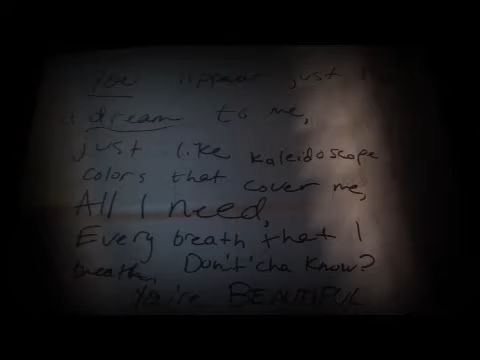 You appear just l
a dream to me,
Just like Kaleidoscope
colors that cover me,
All I need,
Every breath that I
breath, Don't'cha Know?
You're BEAUTIFUL